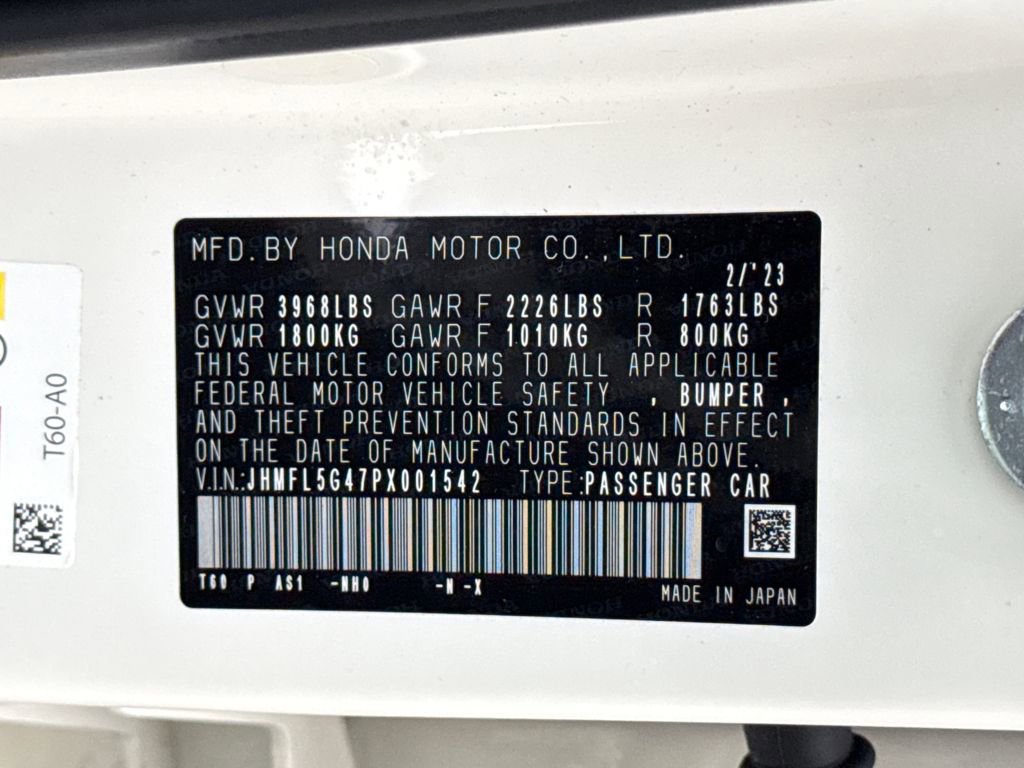 MFD.BY HONDA MOTOR CO.,LTD.
2/'23
GVWR 3968LBS GAWR F 2226LBS R 1763LBS
GVWR 1800KG GAWR F 1010KG R 800KG
THIS VEHICLE CONFORMS TO ALL APPLICABLE
FEDERAL MOTOR VEHICLE SAFETY , BUMPER ,
AND THEFT PREVENTION STANDARDS IN EFFECT
ON THE DATE OF MANUFACTURE SHOWN ABOVE.
V.I.N.:JHMFL5G47PX001542 TYPE:PASSENGER CAR
T60 P AS1 -NH0 -N -X
MADE IN JAPAN
T60-A0